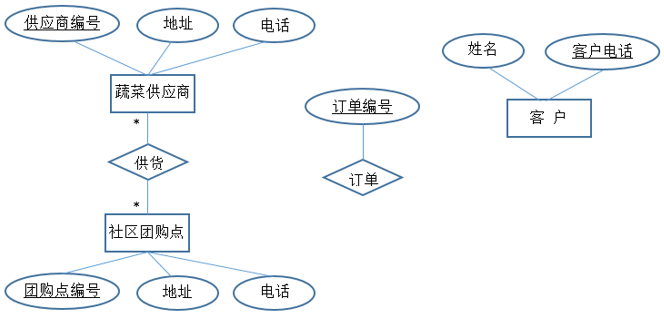 供应商编号
地址
电话
蔬菜供应商
*
供货
*
社区团购点
团购点编号
地址
电话
订单编号
订单
姓名
客户电话
客 户